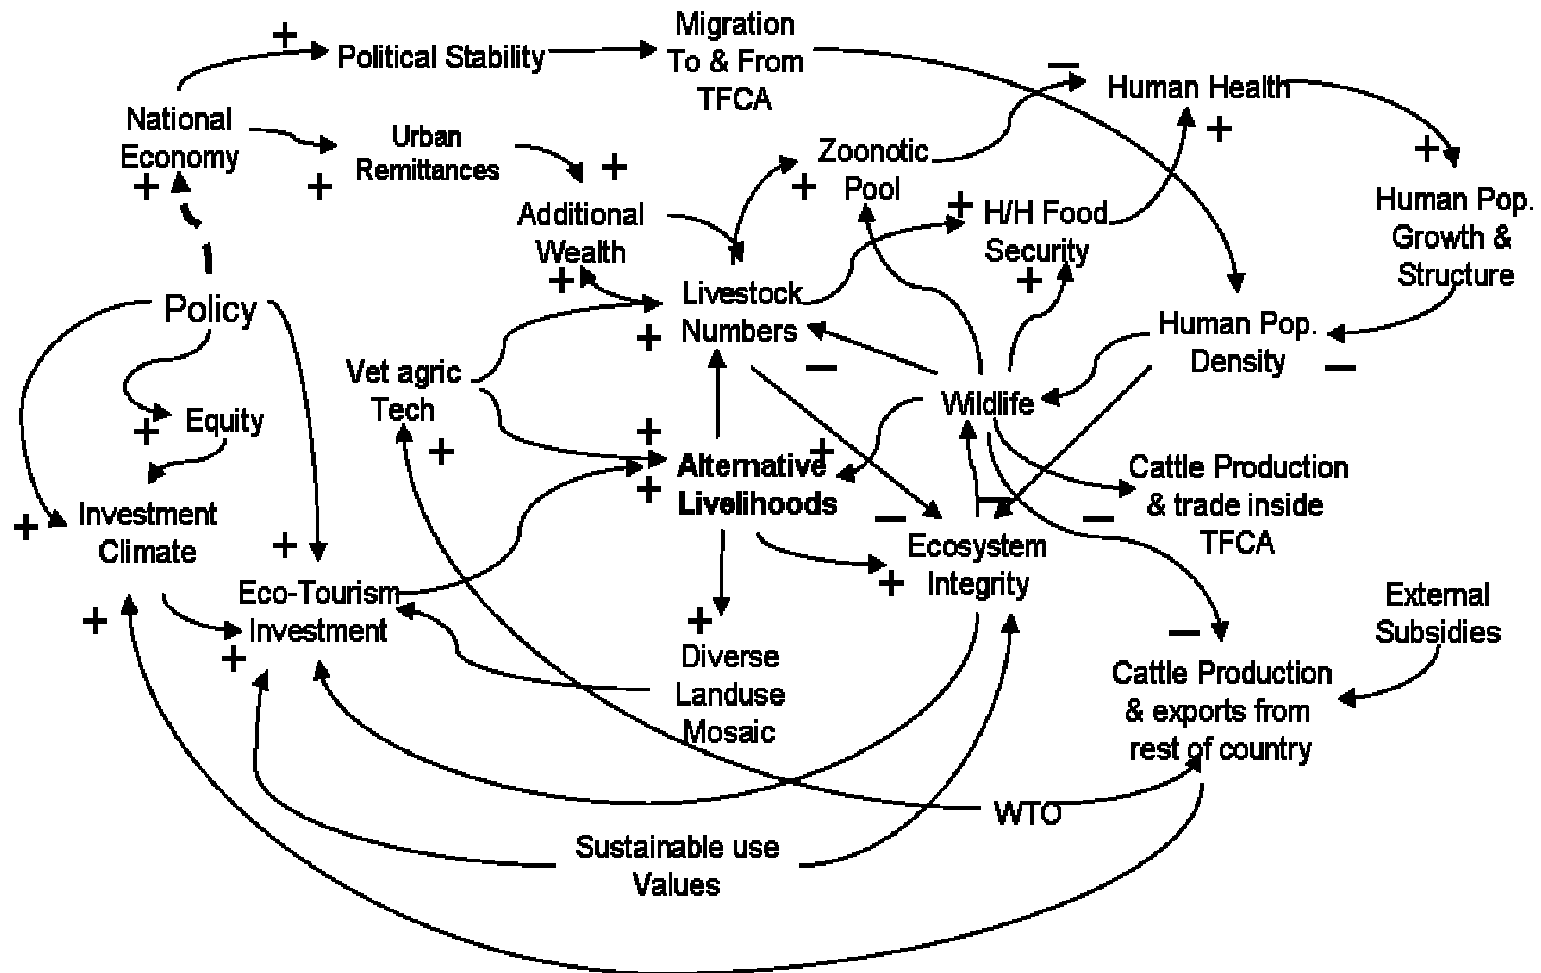 Migration
To & From
TFCA
+
Political Stability
−
Human Health
+
National
Economy
+
Urban
Remittances
+
+
Zoonotic
Pool
+
+
Human Pop.
Growth &
Structure
Additional
Wealth
+
+
H/H Food
Security
+
Policy
Livestock
Numbers
+
−
Human Pop.
Density
−
Vet agric
Tech
+
Wildlife
Equity
+
+
+
Alternative
Livelihoods
+
Cattle Production
& trade inside
TFCA
−
Investment
Climate
+
+
−
−
Ecosystem
Integrity
+
+
Eco-Tourism
Investment
+
+
Diverse
Landuse
Mosaic
External
Subsidies
−
Cattle Production
& exports from
rest of country
WTO
Sustainable use
Values